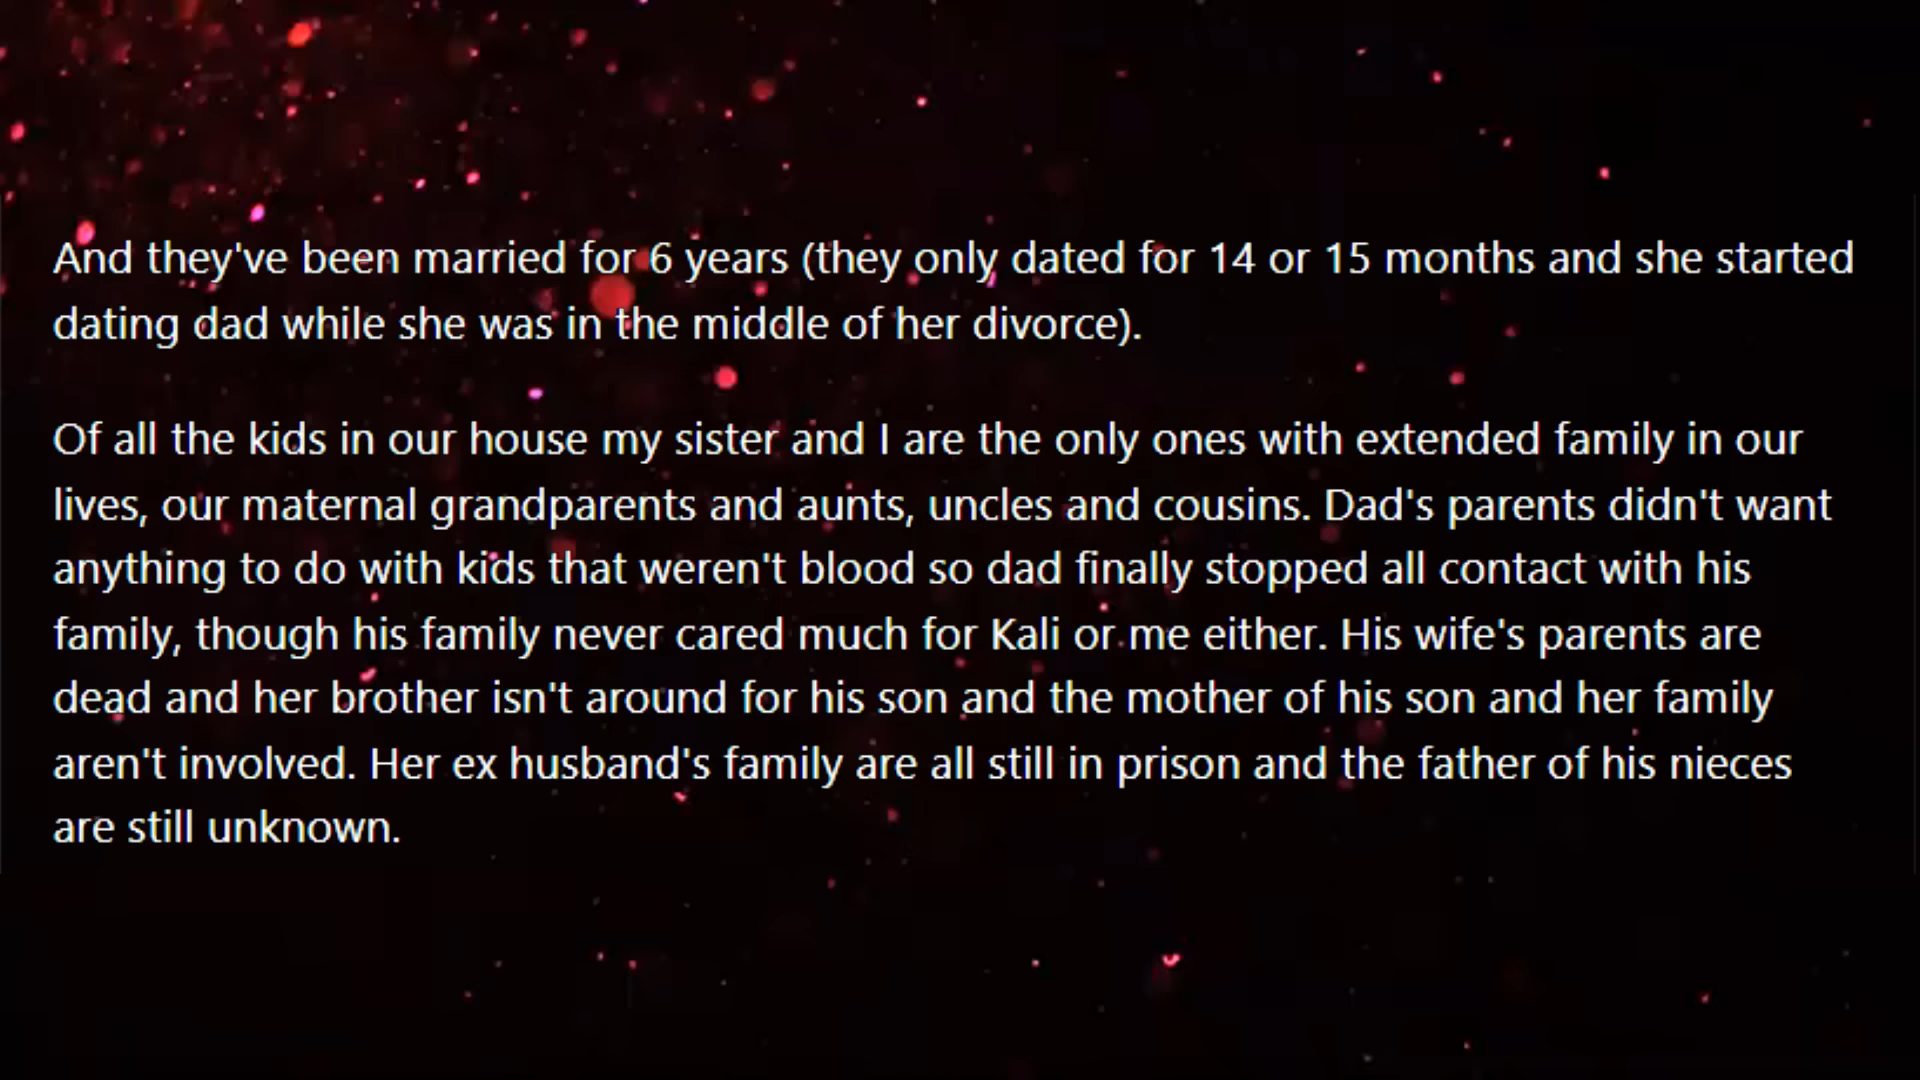 And they've been married for 6 years (they only dated for 14 or 15 months and she started
dating dad while she was in the middle of her divorce).
Of all the kids in our house my sister and I are the only ones with extended family in our
lives, our maternal grandparents and aunts, uncles and cousins. Dad's parents didn't want
anything to do with kids that weren't blood so dad finally stopped all contact with his
family, though his family never cared much for Kali or me either. His wife's parents are
dead and her brother isn't around for his son and the mother of his son and her family
aren't involved. Her ex husband's family are all still in prison and the father of his nieces
are still unknown.